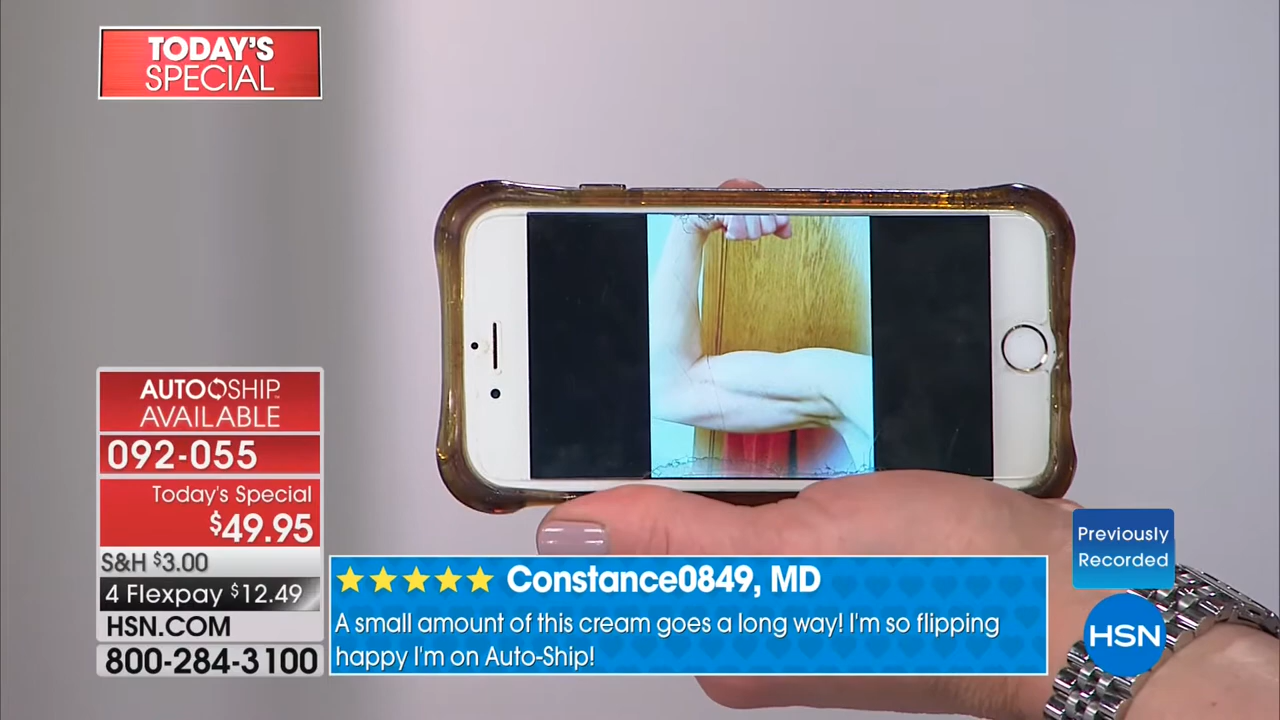 TODAY'S
SPECIAL
AUTOSHIP
AVAILABLE
092-055
Today's Special
$49.95
S&H $3.00
4 Flexpay $12.49
HSN.COM
800-284-3100
Constance0849, MD
A small amount of this cream goes a long way! I'm so flipping
happy I'm on Auto-Ship!
Previously
Recorded
HSN